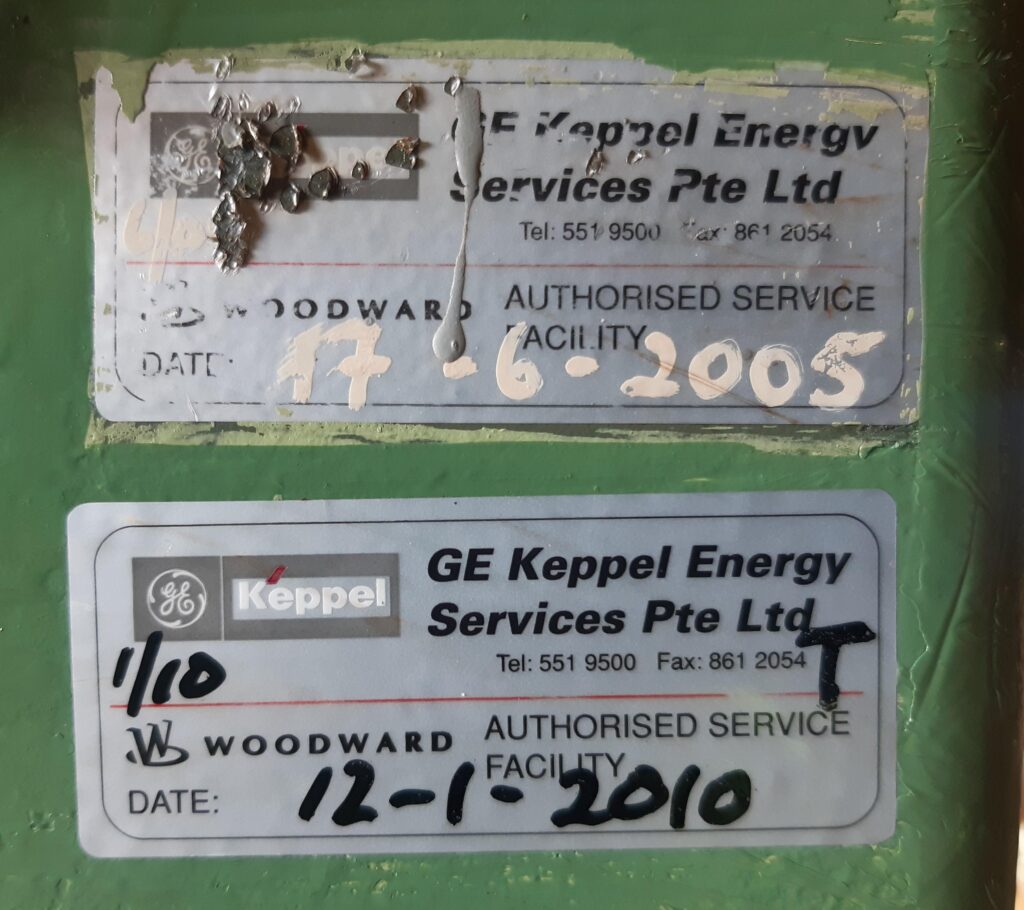 GE
GE Keppel Energy
Services Pte Ltd
Tel: 551 9500 Fax: 861 2054
WOODWARD
AUTHORISED SERVICE
FACILITY
DATE: 17-6-2005
GE Keppel
GE Keppel Energy
Services Pte Ltd
Tel: 551 9500 Fax: 861 2054
T
1/10
W WOODWARD
AUTHORISED SERVICE
FACILITY
DATE: 12-1-2010